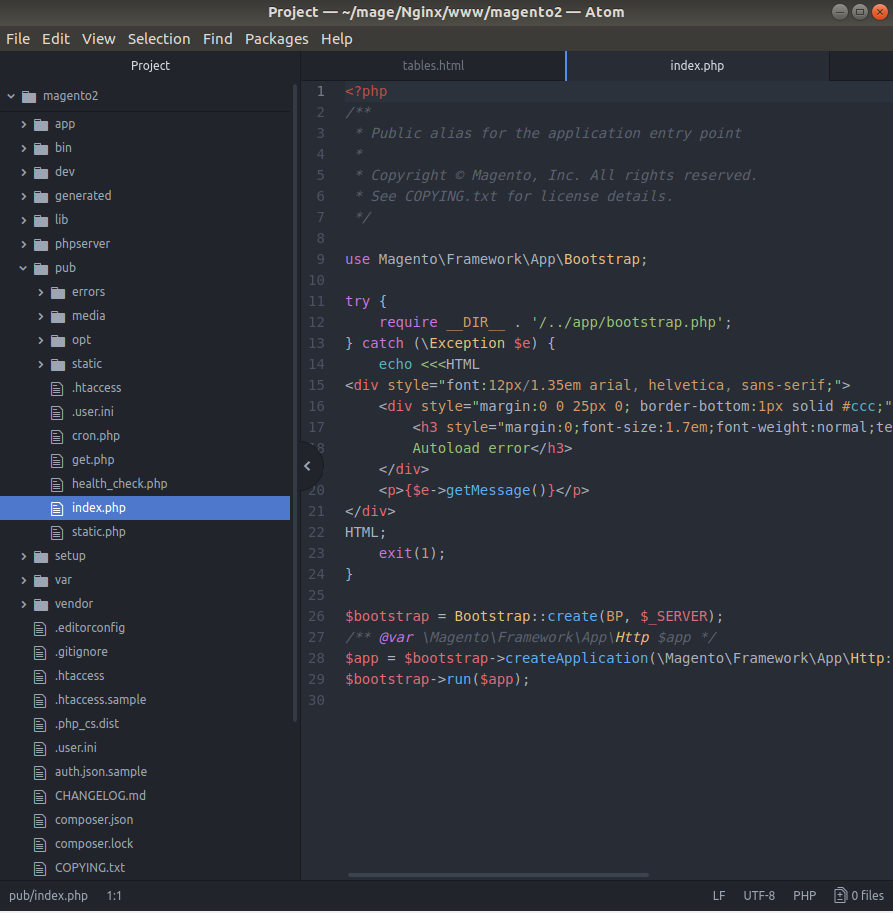 Project — ~/mage/Nginx/www/magento2 — Atom
File Edit View Selection Find Packages Help
Project
magento2
app
bin
dev
generated
lib
phpserver
pub
errors
media
opt
static
.htaccess
.user.ini
cron.php
get.php
health_check.php
index.php
static.php
setup
var
vendor
.editorconfig
.gitignore
.htaccess
.htaccess.sample
.php_cs.dist
.user.ini
auth.json.sample
CHANGELOG.md
composer.json
composer.lock
COPYING.txt
tables.html index.php
1 <?php
2 /**
3  * Public alias for the application entry point
4  *
5  * Copyright © Magento, Inc. All rights reserved.
6  * See COPYING.txt for license details.
7  */
8
9 use Magento\Framework\App\Bootstrap;
10
11 try {
12     require __DIR__ . '/../app/bootstrap.php';
13 } catch (\Exception $e) {
14     echo <<<HTML
15 <div style="font:12px/1.35em arial, helvetica, sans-serif;">
16     <div style="margin:0 0 25px 0; border-bottom:1px solid #ccc;"
17         <h3 style="margin:0;font-size:1.7em;font-weight:normal;te
18         Autoload error</h3>
    </div>
20     <p>{$e->getMessage()}</p>
21 </div>
22 HTML;
23     exit(1);
24 }
25
26 $bootstrap = Bootstrap::create(BP, $_SERVER);
27 /** @var \Magento\Framework\App\Http $app */
28 $app = $bootstrap->createApplication(\Magento\Framework\App\Http:
29 $bootstrap->run($app);
30
pub/index.php 1:1 LF UTF-8 PHP 0 files